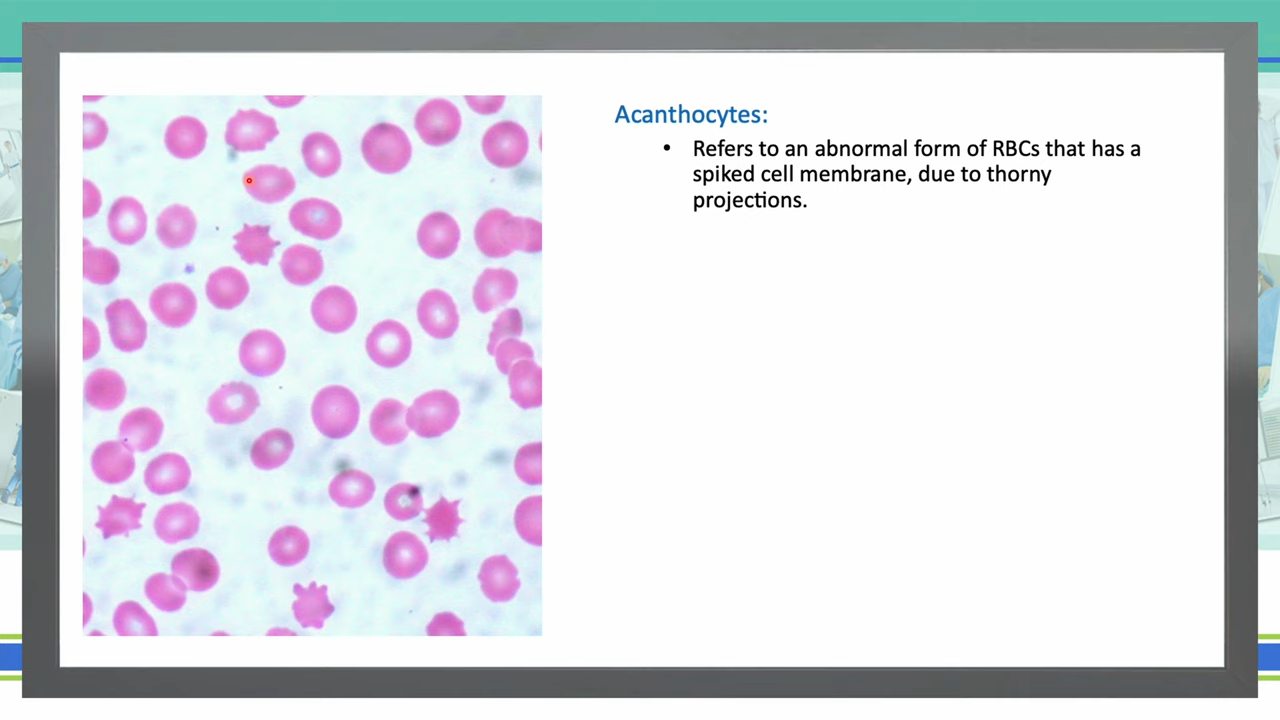 Acanthocytes:
• Refers to an abnormal form of RBCs that has a
spiked cell membrane, due to thorny
projections.